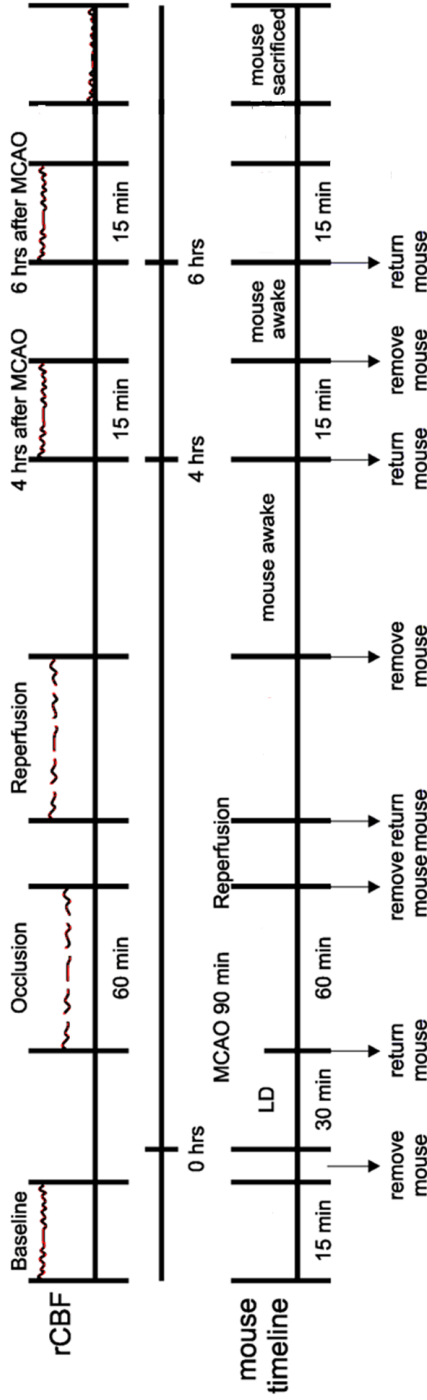 Baseline
Occlusion
Reperfusion
4 hrs after MCAO
6 hrs after MCAO
rCBF
60 min
15 min
15 min
0 hrs
4 hrs
6 hrs
MCAO 90 min
Reperfusion
LD
mouse awake
mouse
awake
mouse
sacrificed
mouse
timeline
15 min
30 min
60 min
15 min
15 min
remove
mouse
return
mouse
remove
mouse
return
mouse
remove
mouse
return
mouse
remove
mouse
return
mouse